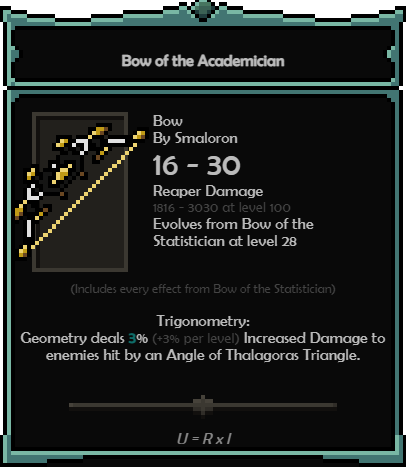 Bow of the Academician
Bow
By Smaloron
16 - 30
Reaper Damage
1816 - 3030 at level 100
Evolves from Bow of the
Statistician at level 28
(Includes every effect from Bow of the Statistician)
Trigonometry:
Geometry deals 3% (+3% per level) Increased Damage to
enemies hit by an Angle of Thalagoras Triangle.
U = R x I